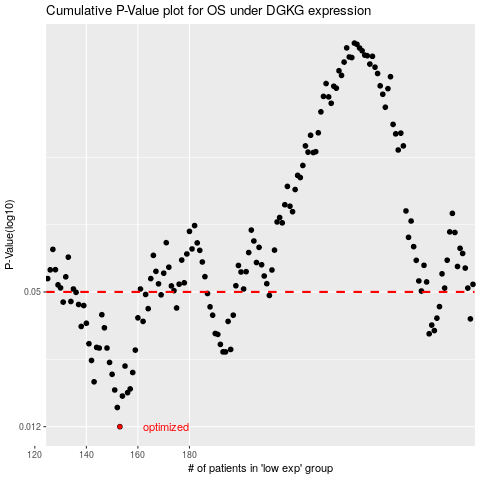 Cumulative P-Value plot for OS under DGKG expression
P-Value(log10)
0.05
0.012
optimized
120 140 160 180
# of patients in 'low exp' group